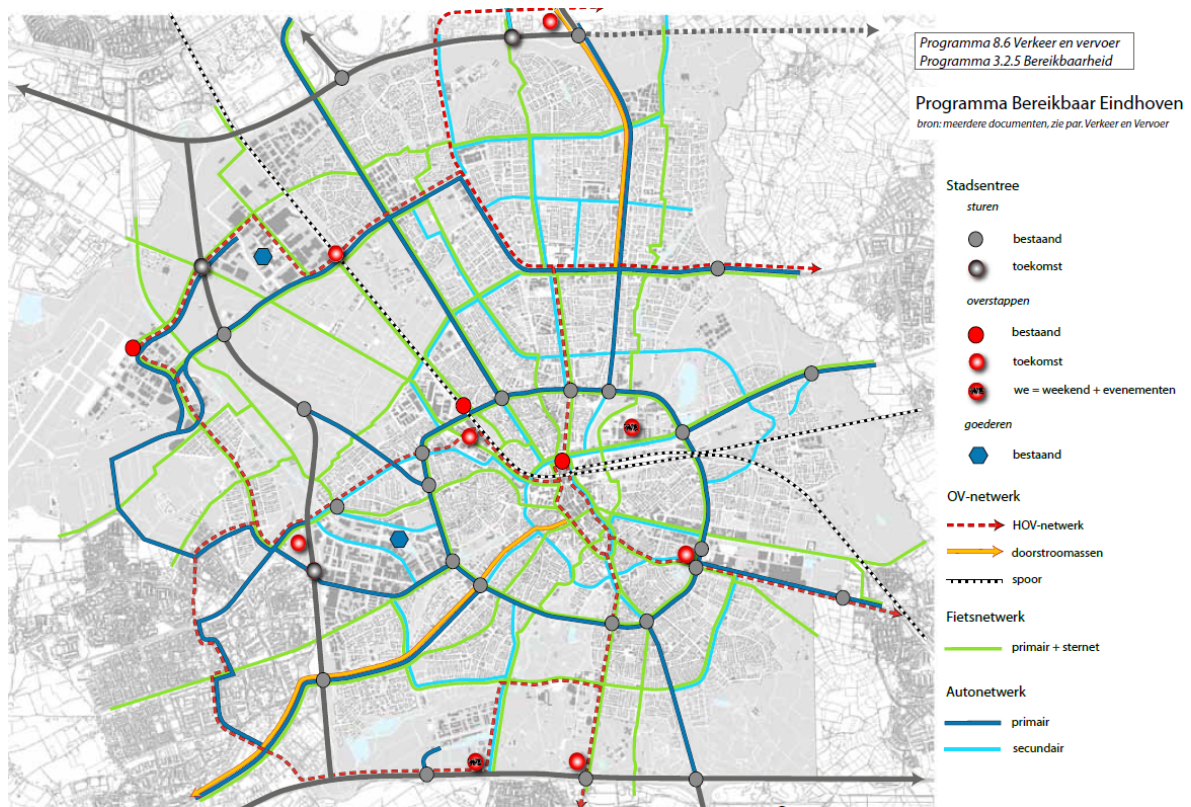 Programma 8.6 Verkeer en vervoer
Programma 3.2.5 Bereikbaarheid
Programma Bereikbaar Eindhoven
bron: meerdere documenten, zie par. Verkeer en Vervoer
Stadsentree
sturen
bestaand
toekomst
overstappen
bestaand
toekomst
we = weekend + evenementen
goederen
bestaand
OV-netwerk
HOV-netwerk
doorstroomassen
spoor
Fietsnetwerk
primair + sternet
Autonetwerk
primair
secundair